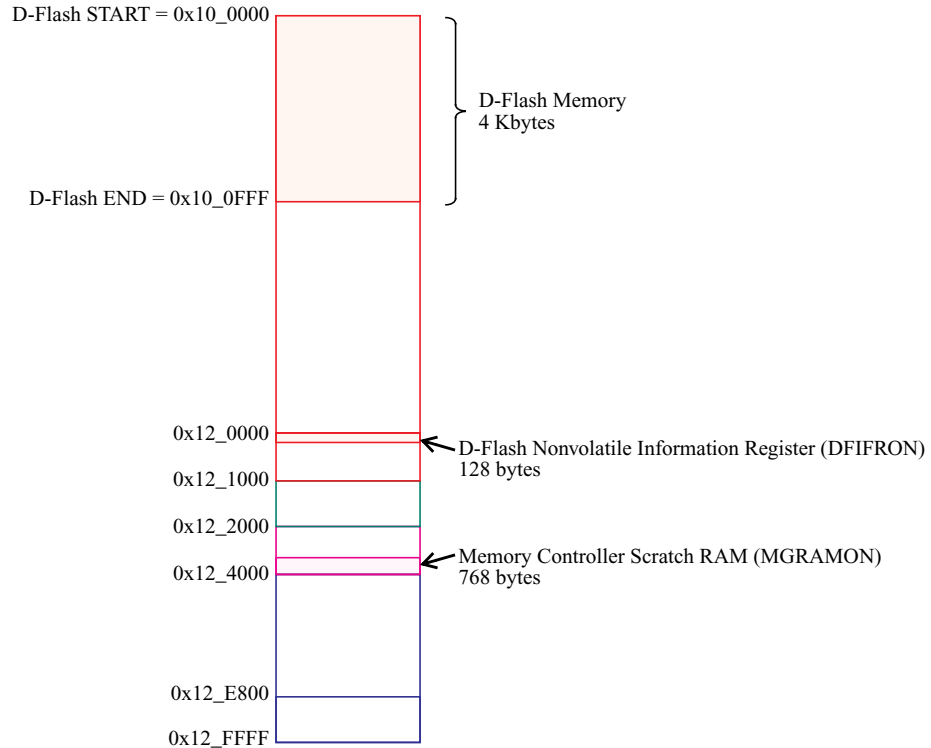 D-Flash START = 0x10_0000
D-Flash Memory
4 Kbytes
D-Flash END = 0x10_0FFF
0x12_0000
D-Flash Nonvolatile Information Register (DFIFRON)
128 bytes
0x12_1000
0x12_2000
Memory Controller Scratch RAM (MGRAMON)
768 bytes
0x12_4000
0x12_E800
0x12_FFFF